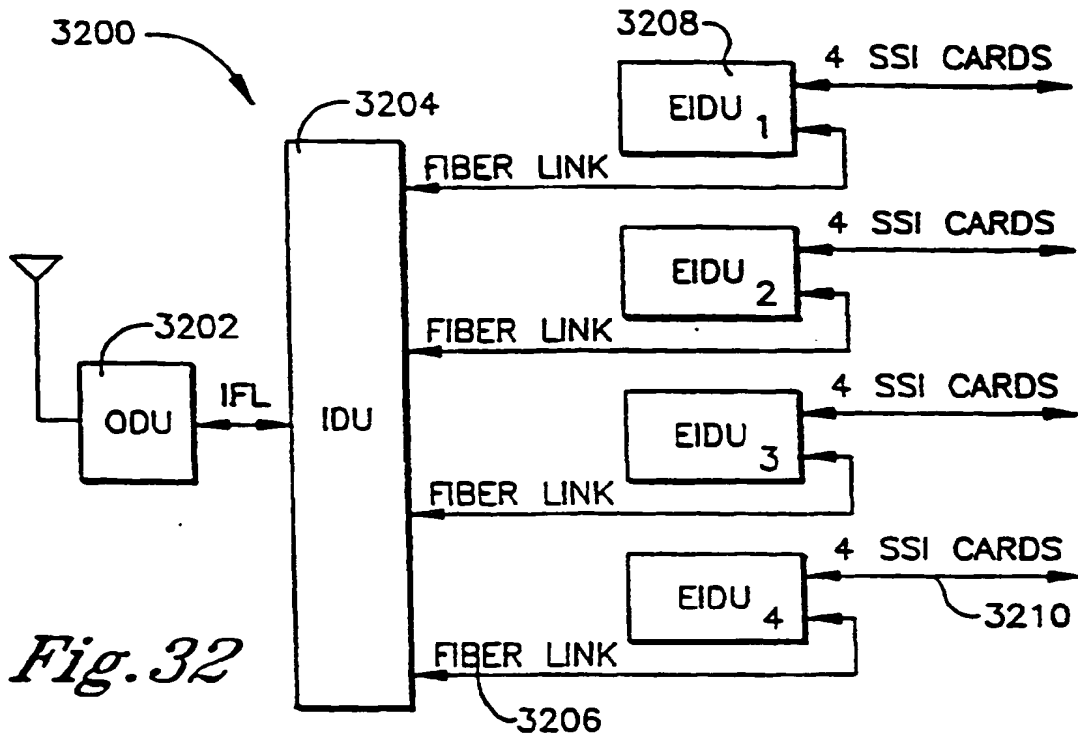 3200
3208
4 SSI CARDS
3204
EIDU 1
FIBER LINK
4 SSI CARDS
EIDU 2
3202
FIBER LINK
4 SSI CARDS
ODU
IFL
IDU
EIDU 3
FIBER LINK
4 SSI CARDS
EIDU 4
3210
Fig. 32
FIBER LINK
3206